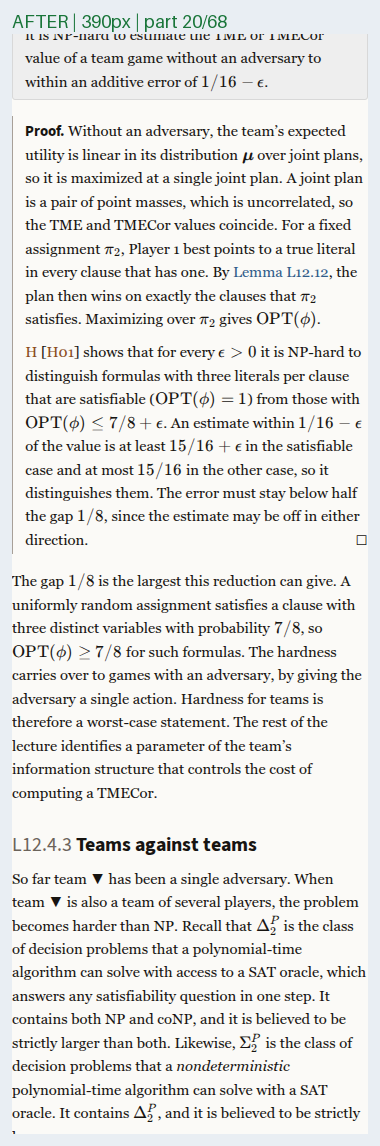 AFTER | 390px | part 20/68
it is NP-hard to estimate the TME or TMECor
value of a team game without an adversary to
within an additive error of 1/16 − ϵ.
Proof. Without an adversary, the team's expected
utility is linear in its distribution μ over joint plans,
so it is maximized at a single joint plan. A joint plan
is a pair of point masses, which is uncorrelated, so
the TME and TMECor values coincide. For a fixed
assignment π₂, Player 1 best points to a true literal
in every clause that has one. By Lemma L12.12, the
plan then wins on exactly the clauses that π₂
satisfies. Maximizing over π₂ gives OPT(ϕ).
H [H01] shows that for every ϵ > 0 it is NP-hard to
distinguish formulas with three literals per clause
that are satisfiable (OPT(ϕ) = 1) from those with
OPT(ϕ) ≤ 7/8 + ϵ. An estimate within 1/16 − ϵ
of the value is at least 15/16 + ϵ in the satisfiable
case and at most 15/16 in the other case, so it
distinguishes them. The error must stay below half
the gap 1/8, since the estimate may be off in either
direction. □
The gap 1/8 is the largest this reduction can give. A
uniformly random assignment satisfies a clause with
three distinct variables with probability 7/8, so
OPT(ϕ) ≥ 7/8 for such formulas. The hardness
carries over to games with an adversary, by giving the
adversary a single action. Hardness for teams is
therefore a worst-case statement. The rest of the
lecture identifies a parameter of the team's
information structure that controls the cost of
computing a TMECor.
L12.4.3 Teams against teams
So far team ▼ has been a single adversary. When
team ▼ is also a team of several players, the problem
becomes harder than NP. Recall that Δ₂ᴾ is the class
of decision problems that a polynomial-time
algorithm can solve with access to a SAT oracle, which
answers any satisfiability question in one step. It
contains both NP and coNP, and it is believed to be
strictly larger than both. Likewise, Σ₂ᴾ is the class of
decision problems that a nondeterministic
polynomial-time algorithm can solve with a SAT
oracle. It contains Δ₂ᴾ, and it is believed to be strictly